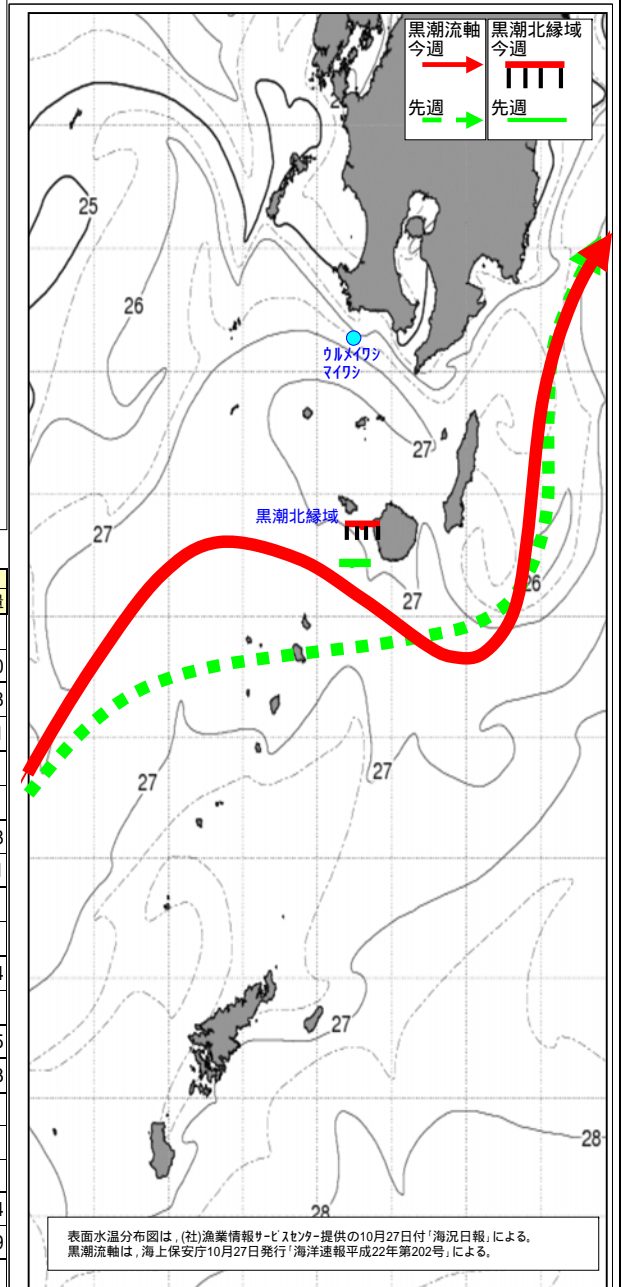 黒潮流軸
今週
先週
黒潮北縁域
今週
先週
25
26
ｳﾙﾒｲﾜｼ
ﾏｲﾜｼ
27
27
黒潮北縁域
27
26
27
27
27
28
28
表面水温分布図は，(社)漁業情報ｻｰﾋﾞｽｾﾝﾀｰ提供の10月27日付「海況日報」による。
黒潮流軸は，海上保安庁10月27日発行「海洋速報平成22年第202号」による。